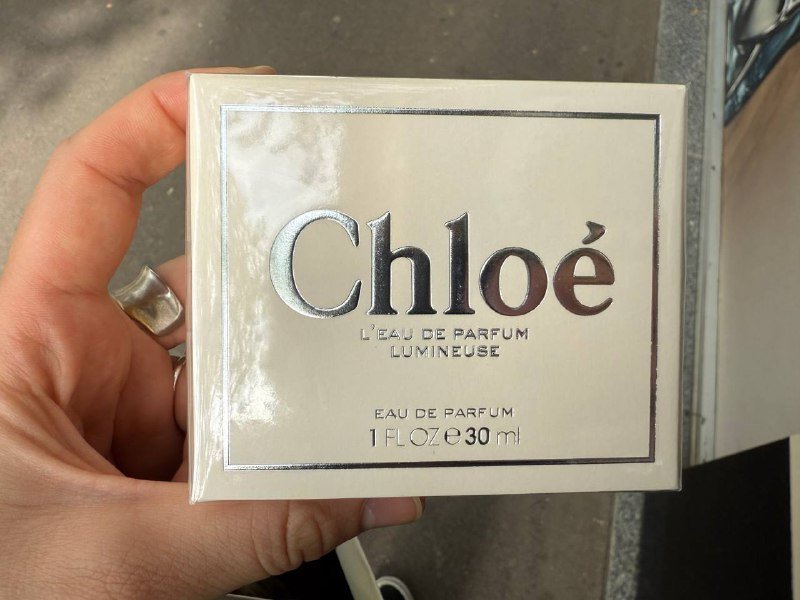 Chloé
L'EAU DE PARFUM
LUMINEUSE
EAU DE PARFUM
1 FL OZ e 30 ml